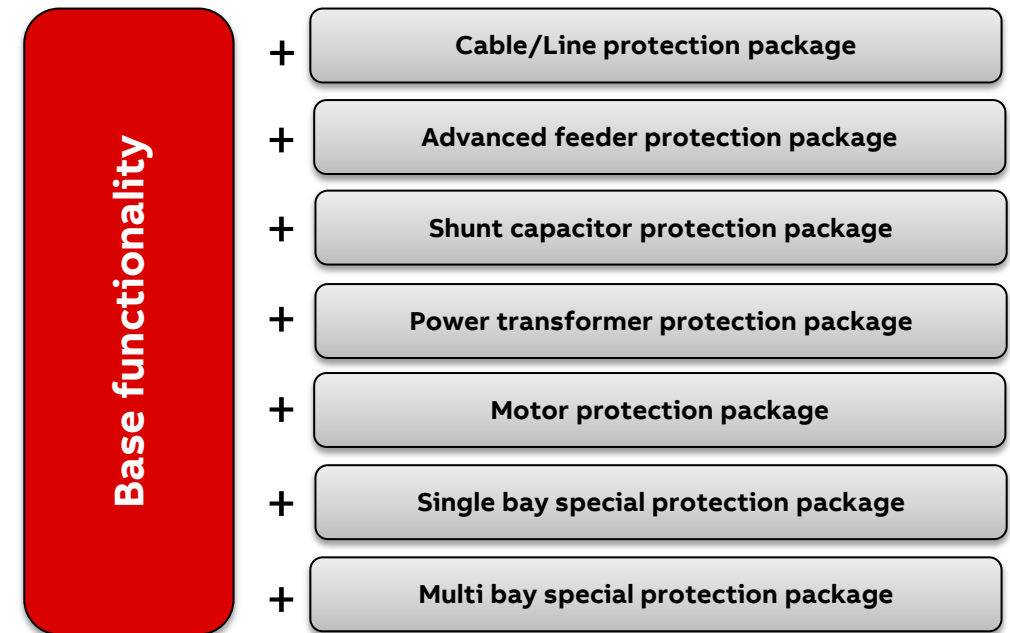 Base functionality
+ Cable/Line protection package
+ Advanced feeder protection package
+ Shunt capacitor protection package
+ Power transformer protection package
+ Motor protection package
+ Single bay special protection package
+ Multi bay special protection package